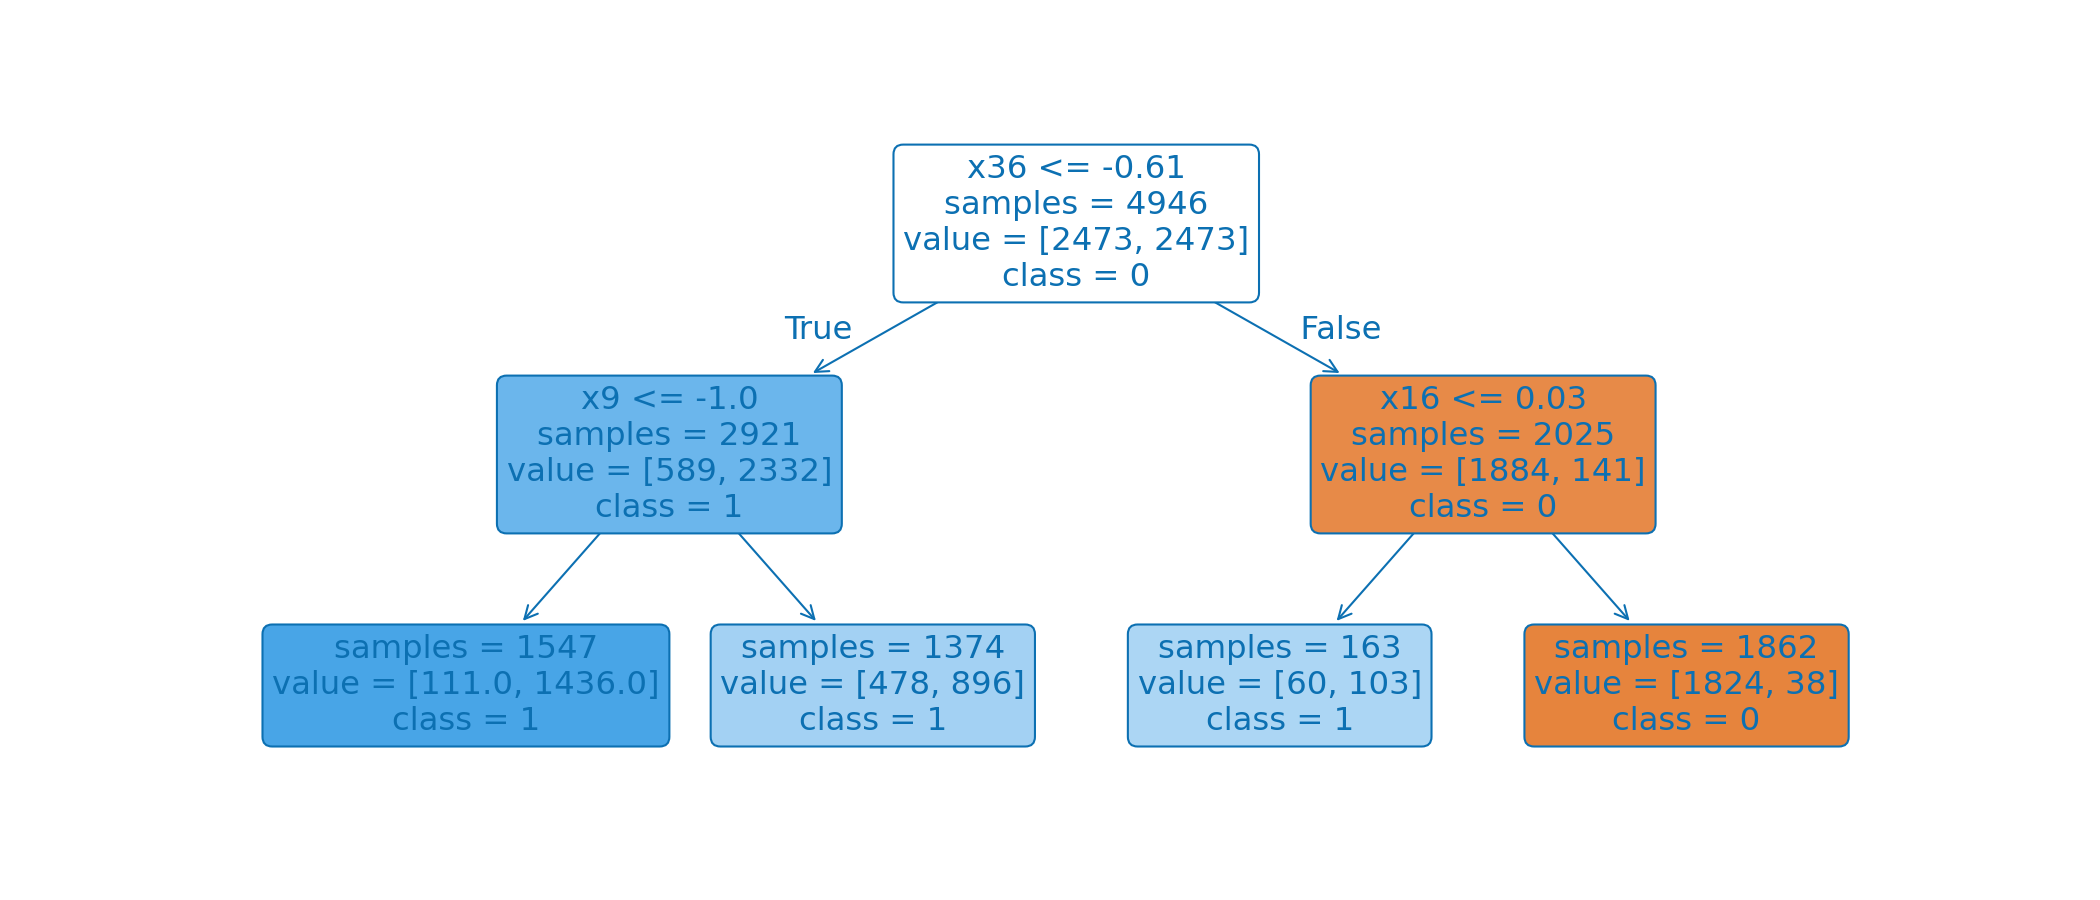 x36 <= -0.61
samples = 4946
value = [2473, 2473]
class = 0
True
False
x9 <= -1.0
samples = 2921
value = [589, 2332]
class = 1
x16 <= 0.03
samples = 2025
value = [1884, 141]
class = 0
samples = 1547
value = [111.0, 1436.0]
class = 1
samples = 1374
value = [478, 896]
class = 1
samples = 163
value = [60, 103]
class = 1
samples = 1862
value = [1824, 38]
class = 0